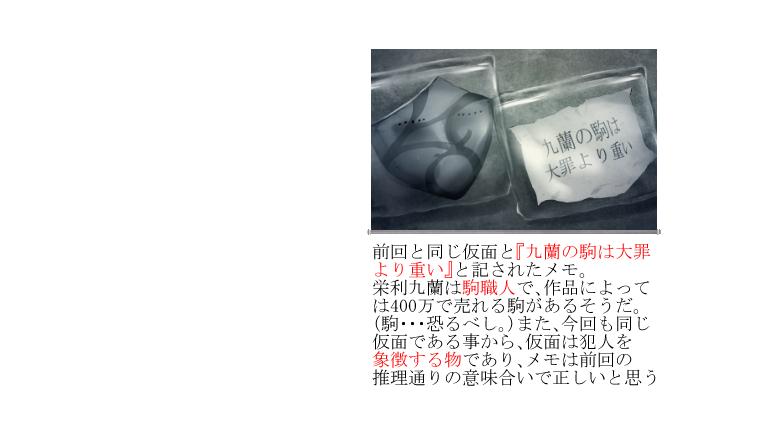 九蘭の駒は
大罪より重い
前回と同じ仮面と『九蘭の駒は大罪
より重い』と記されたメモ。
栄利九蘭は駒職人で、作品によって
は400万で売れる駒があるそうだ。
(駒･･･恐るべし。)また、今回も同じ
仮面である事から、仮面は犯人を
象徴する物であり、メモは前回の
推理通りの意味合いで正しいと思う